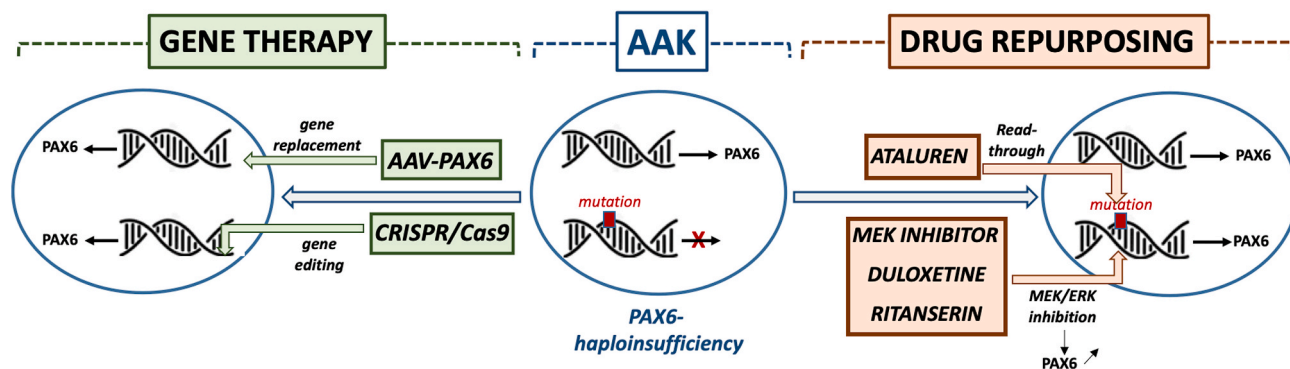 GENE THERAPY
AAK
DRUG REPURPOSING
PAX6
gene
replacement
AAV-PAX6
PAX6
gene
editing
CRISPR/Cas9
PAX6
mutation
X
PAX6-
haploinsufficiency
ATALUREN
Read-
through
MEK INHIBITOR
DULOXETINE
RITANSERIN
MEK/ERK
inhibition
PAX6
PAX6
mutation
PAX6